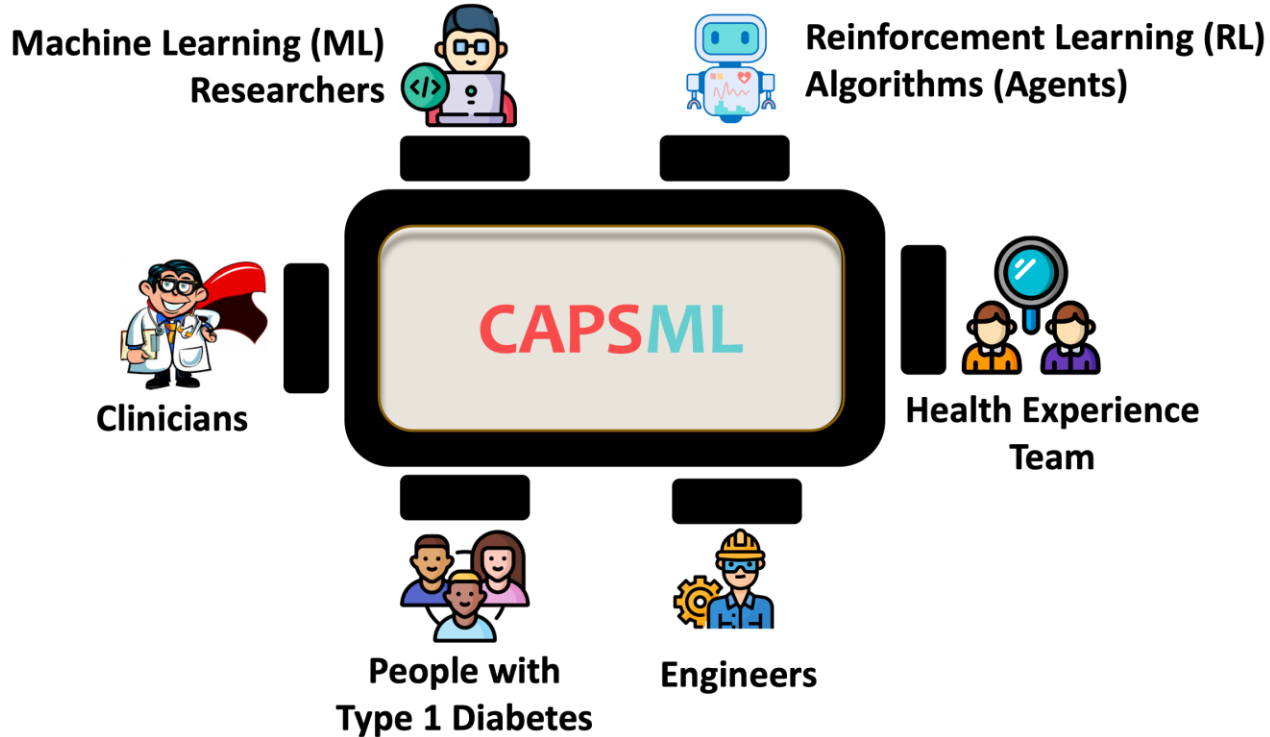 Machine Learning (ML)
Researchers
Reinforcement Learning (RL)
Algorithms (Agents)
</>
Clinicians
CAPSML
Health Experience
Team
People with
Type 1 Diabetes
Engineers